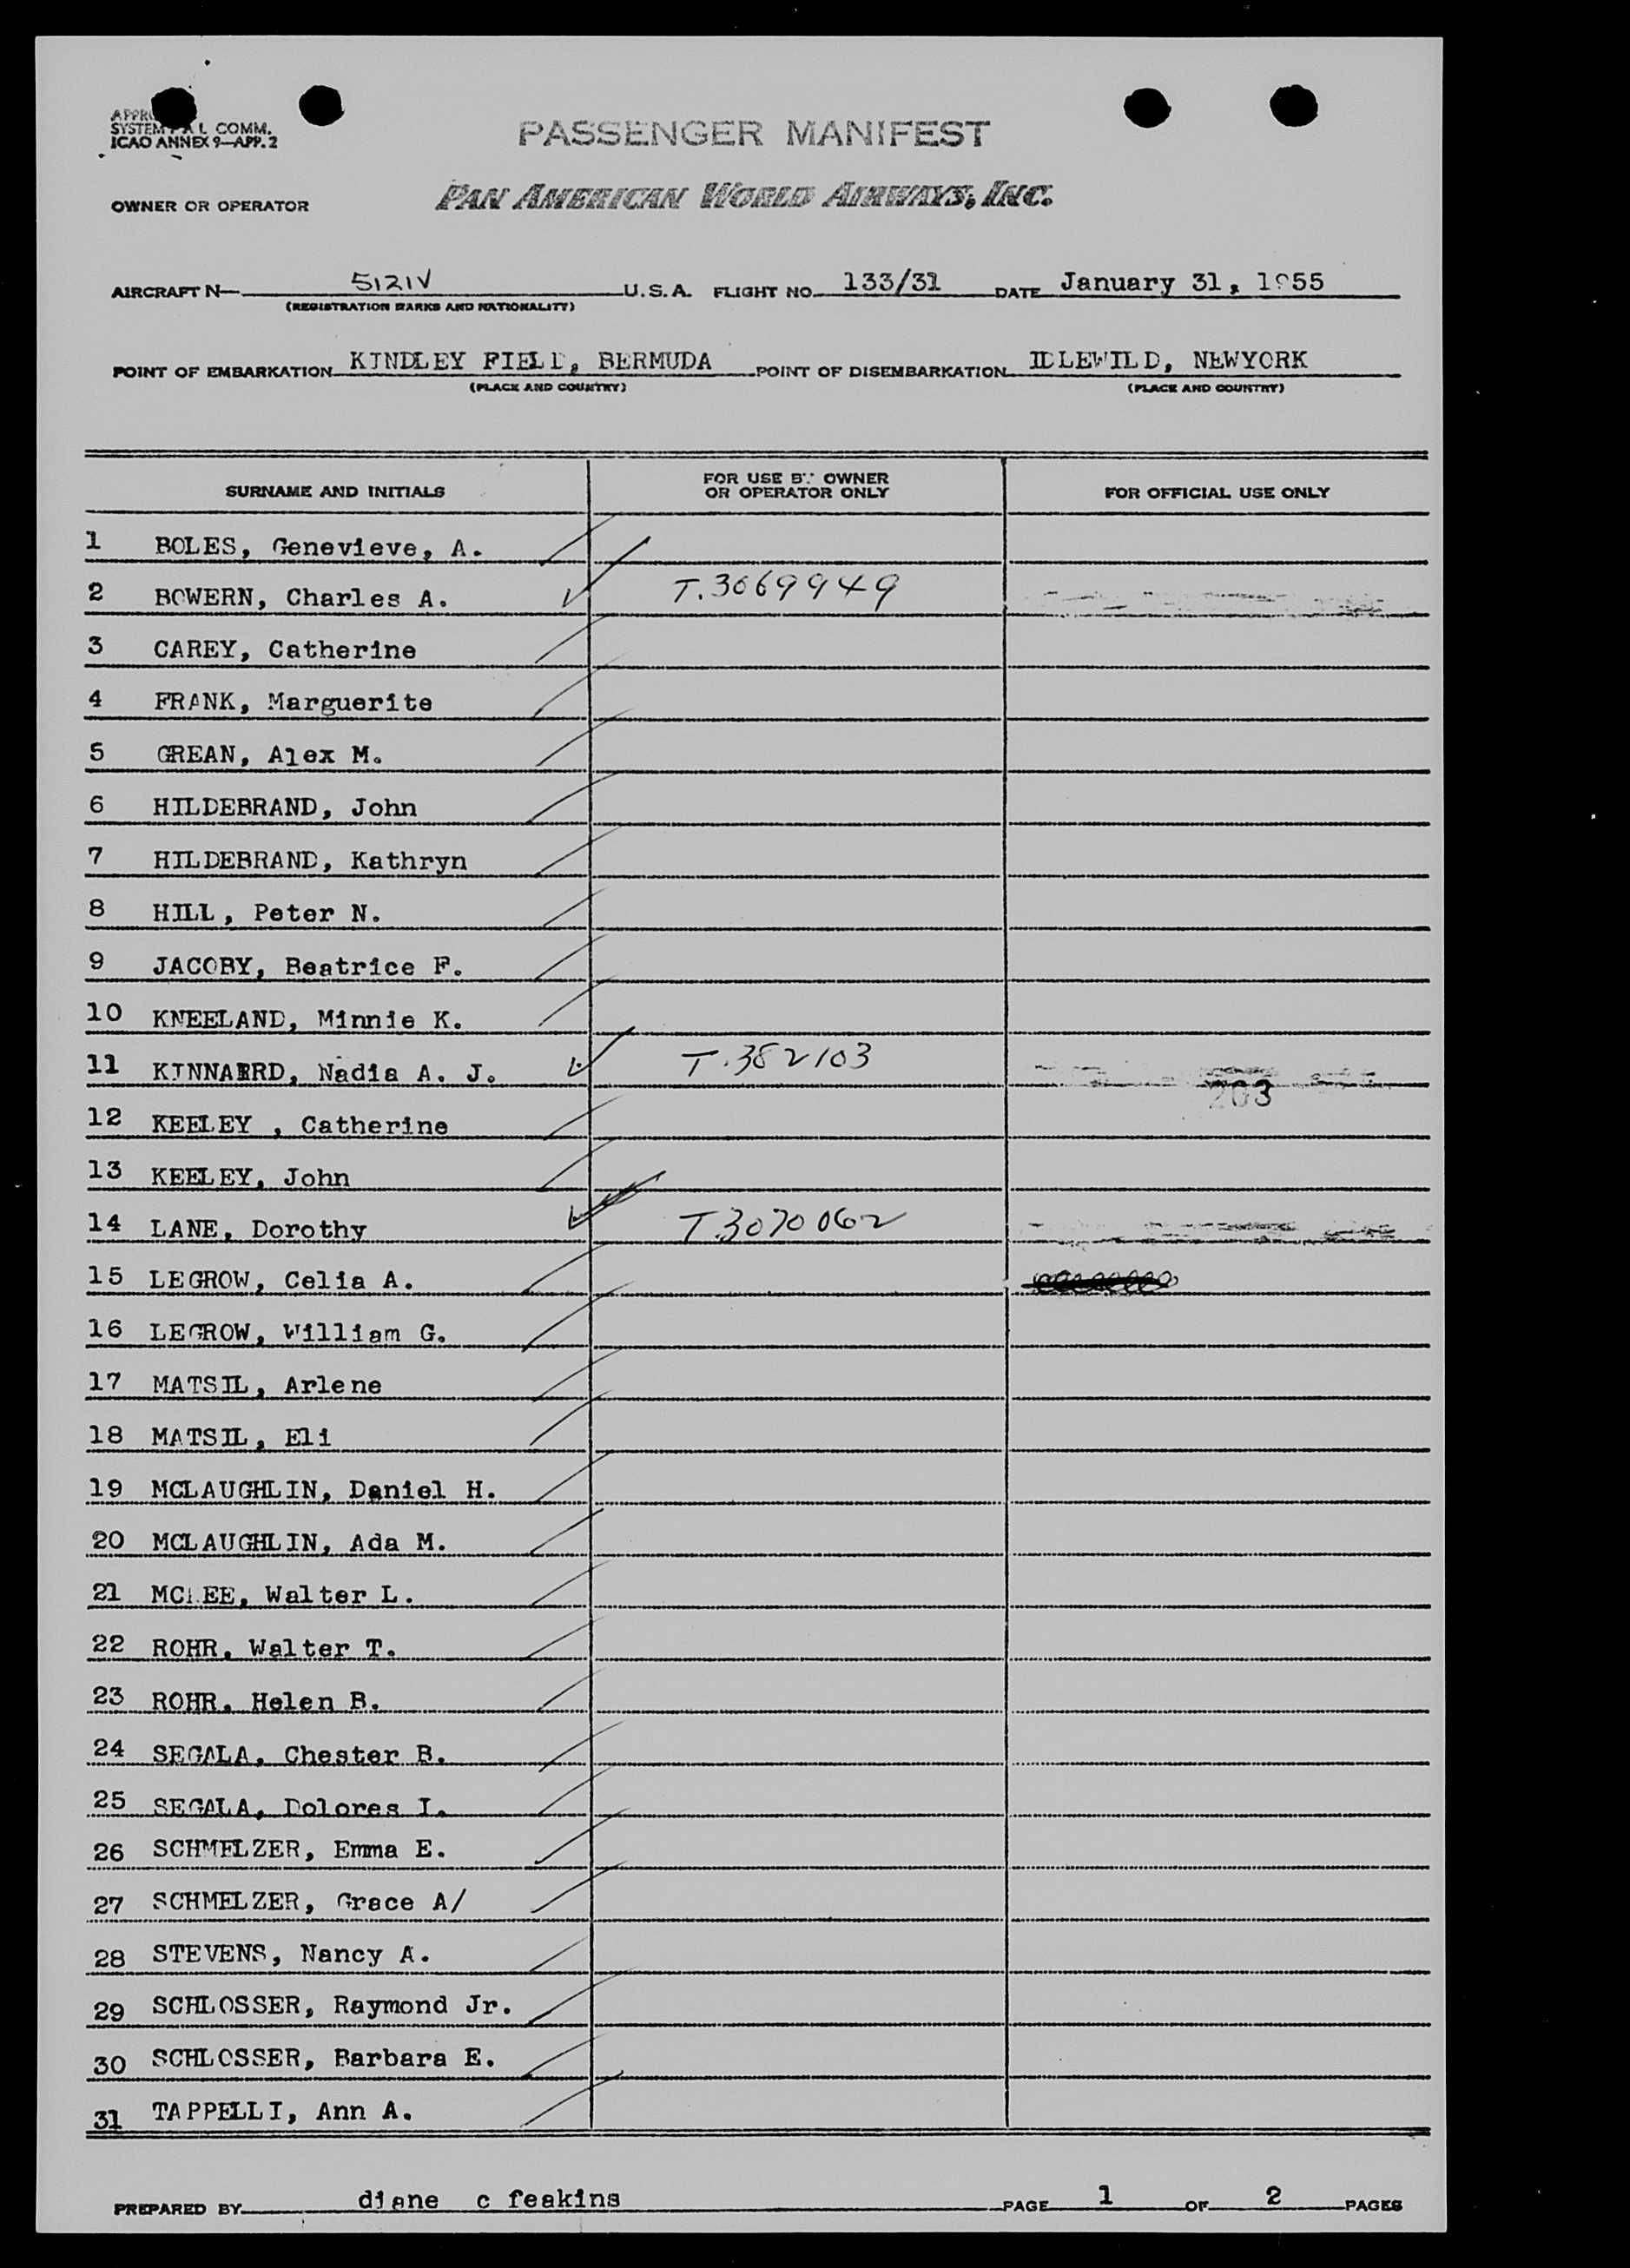 SYSTEM COMM.
ICAO ANNEX 9—APP. 2
PASSENGER MANIFEST
OWNER OR OPERATOR PAN AMERICAN WORLD AIRWAYS, INC.
AIRCRAFT N— 5121V U.S.A. FLIGHT NO. 133/31 DATE January 31, 1955
(REGISTRATION MARKS AND NATIONALITY)
POINT OF EMBARKATION KINDLEY FIELD, BERMUDA POINT OF DISEMBARKATION IDLEWILD, NEWYORK
(PLACE AND COUNTRY) (PLACE AND COUNTRY)
SURNAME AND INITIALS FOR USE BY OWNER OR OPERATOR ONLY FOR OFFICIAL USE ONLY
1 BOLES, Genevieve, A.
2 BOWERN, Charles A. T.3069949
3 CAREY, Catherine
4 FRANK, Marguerite
5 GREAN, Alex M.
6 HILDEBRAND, John
7 HILDEBRAND, Kathryn
8 HILL, Peter N.
9 JACOBY, Beatrice F.
10 KNEELAND, Minnie K.
11 KINNAIRD, Nadia A. J. T.382103
203
12 KEELEY , Catherine
13 KEELEY, John
14 LANE, Dorothy T.3070062
15 LEGROW, Celia A.
16 LEGROW, William G.
17 MATSIL, Arlene
18 MATSIL, Eli
19 MCLAUGHLIN, Daniel H.
20 MCLAUGHLIN, Ada M.
21 Walter L.
22 ROHR, Walter T.
23 ROHR, Helen B.
24 SEGALA, Chester B.
25 SEGALA, Dolores I.
26 SCHMELZER, Emma E.
27 SCHMELZER, Grace A/
28 STEVENS, Nancy A.
29 SCHLOSSER, Raymond Jr.
30 SCHLOSSER, Barbara E.
31 TAPPELLI, Ann A.
PREPARED BY diane c feakins PAGE 1 OF 2 PAGES